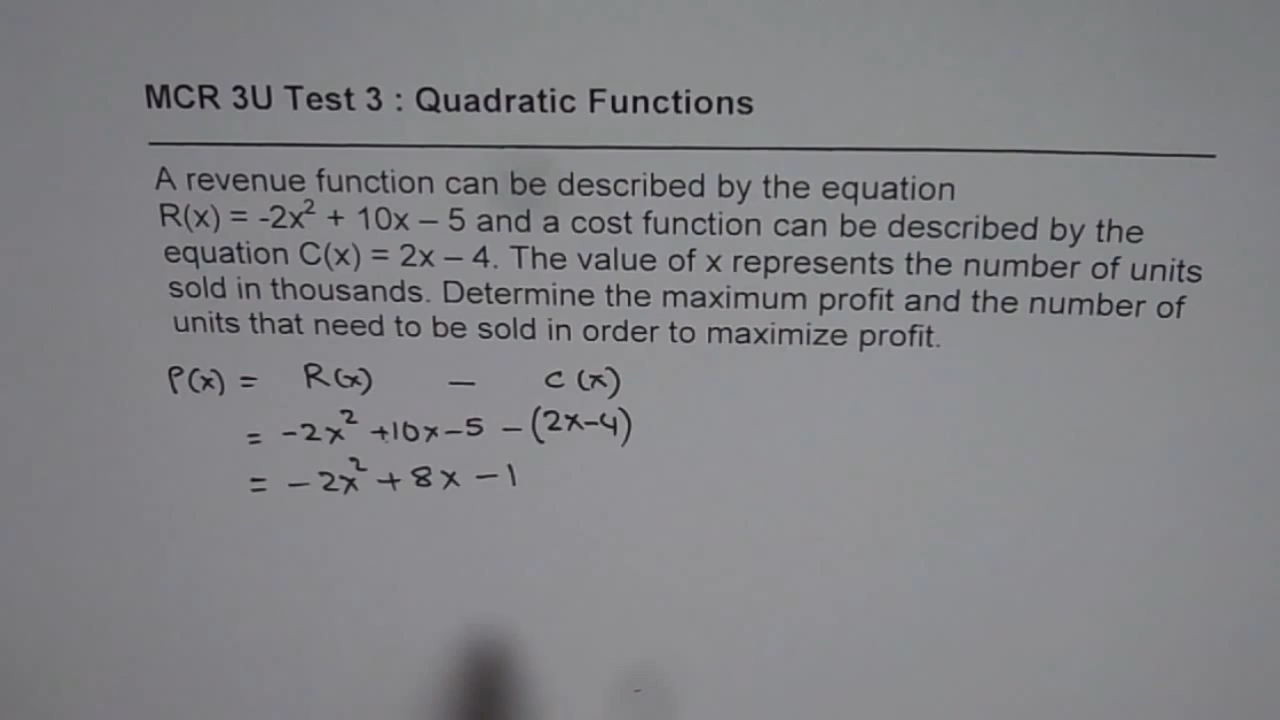 MCR 3U Test 3 : Quadratic Functions
A revenue function can be described by the equation
R(x) = -2x² + 10x – 5 and a cost function can be described by the
equation C(x) = 2x – 4. The value of x represents the number of units
sold in thousands. Determine the maximum profit and the number of
units that need to be sold in order to maximize profit.
P(x) = R(x) – C(x)
= -2x² +10x-5 -(2x-4)
= -2x² + 8x -1